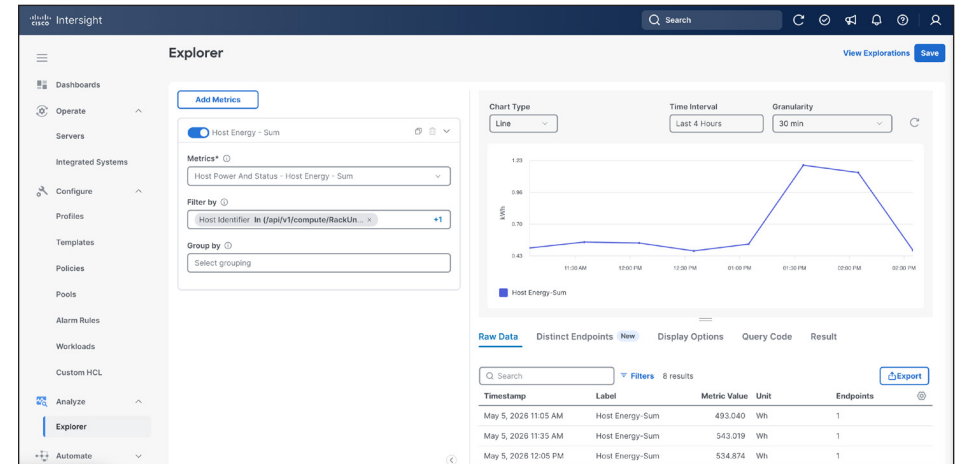 cisco Intersight
Search
Explorer
View Explorations Save
Dashboards
Operate
Servers
Integrated Systems
Configure
Profiles
Templates
Policies
Pools
Alarm Rules
Workloads
Custom HCL
Analyze
Explorer
Automate
Add Metrics
Host Energy - Sum
Metrics*
Host Power And Status - Host Energy - Sum
Filter by
Host Identifier In (/api/v1/compute/RackUn... × +1
Group by
Select grouping
Chart Type Time Interval Granularity
Line Last 4 Hours 30 min
1.23
0.96
0.70
0.43
kWhs
11:30 AM 12:00 PM 12:30 PM 01:00 PM 01:30 PM 02:00 PM 02:30 PM
Host Energy-Sum
Raw Data Distinct Endpoints New Display Options Query Code Result
Search Filters 8 results Export
Timestamp Label Metric Value Unit Endpoints
May 5, 2026 11:05 AM Host Energy-Sum 493.040 Wh 1
May 5, 2026 11:35 AM Host Energy-Sum 543.019 Wh 1
May 5, 2026 12:05 PM Host Energy-Sum 534.874 Wh 1